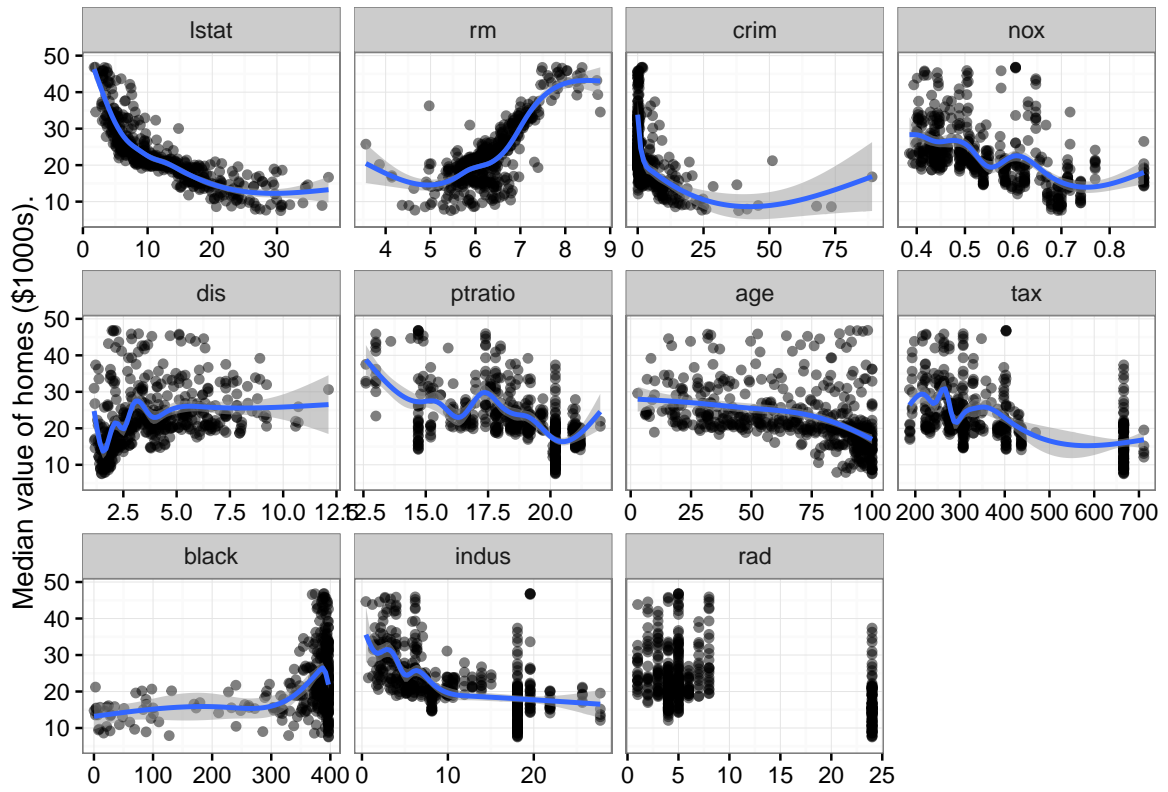 lstat rm crim nox
50
40
30
20
10
0 10 20 30 4 5 6 7 8 9 0 25 50 75 0.4 0.5 0.6 0.7 0.8
dis ptratio age tax
50
40
30
20
10
2.5 5.0 7.5 10.0 12.5 12.5 15.0 17.5 20.0 0 25 50 75 100 200 300 400 500 600 700
black indus rad
50
40
30
20
10
0 100 200 300 400 0 10 20 0 5 10 15 20 25
Median value of homes ($1000s).